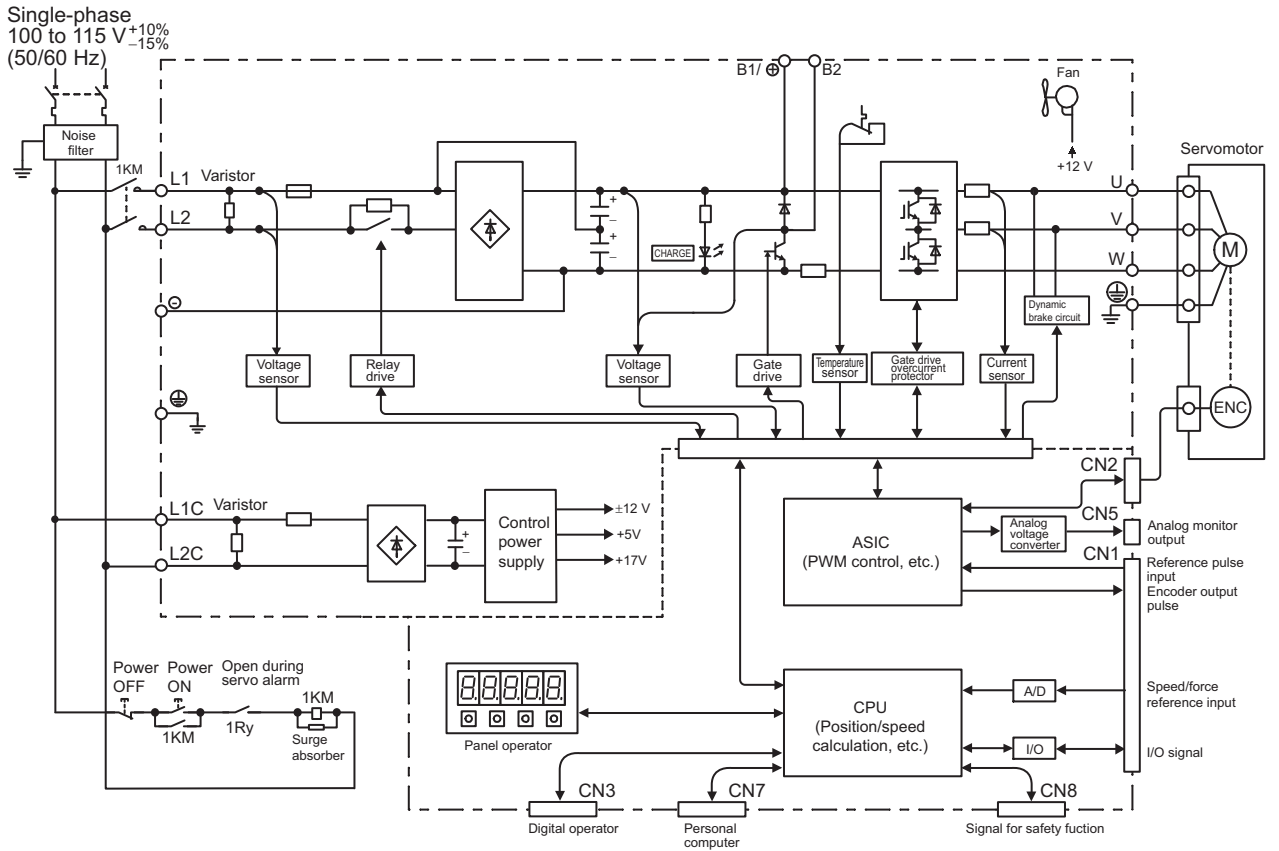 Single-phase
100 to 115 V +10%
−15%
(50/60 Hz)
B1/ ⊕
B2
Fan
+12 V
Noise
filter
Servomotor
1KM
L1
Varistor
L2
+
−
+
−
CHARGE
U
V
W
M
⊖
Dynamic
brake circuit
Voltage
sensor
Relay
drive
Voltage
sensor
Gate
drive
Temperature
sensor
Gate drive
overcurrent
protector
Current
sensor
ENC
CN2
L1C
Varistor
L2C
+
−
Control
power
supply
±12 V
+5V
+17V
ASIC
(PWM control, etc.)
Analog
voltage
converter
CN5
Analog monitor
output
CN1
Reference pulse
input
Encoder output
pulse
Power
OFF
Power
ON
Open during
servo alarm
1KM
1KM
1Ry
Surge
absorber
8.8.8.8.8.
Panel operator
CPU
(Position/speed
calculation, etc.)
A/D
Speed/force
reference input
I/O
I/O signal
CN3
CN7
CN8
Digital operator
Personal
computer
Signal for safety fuction